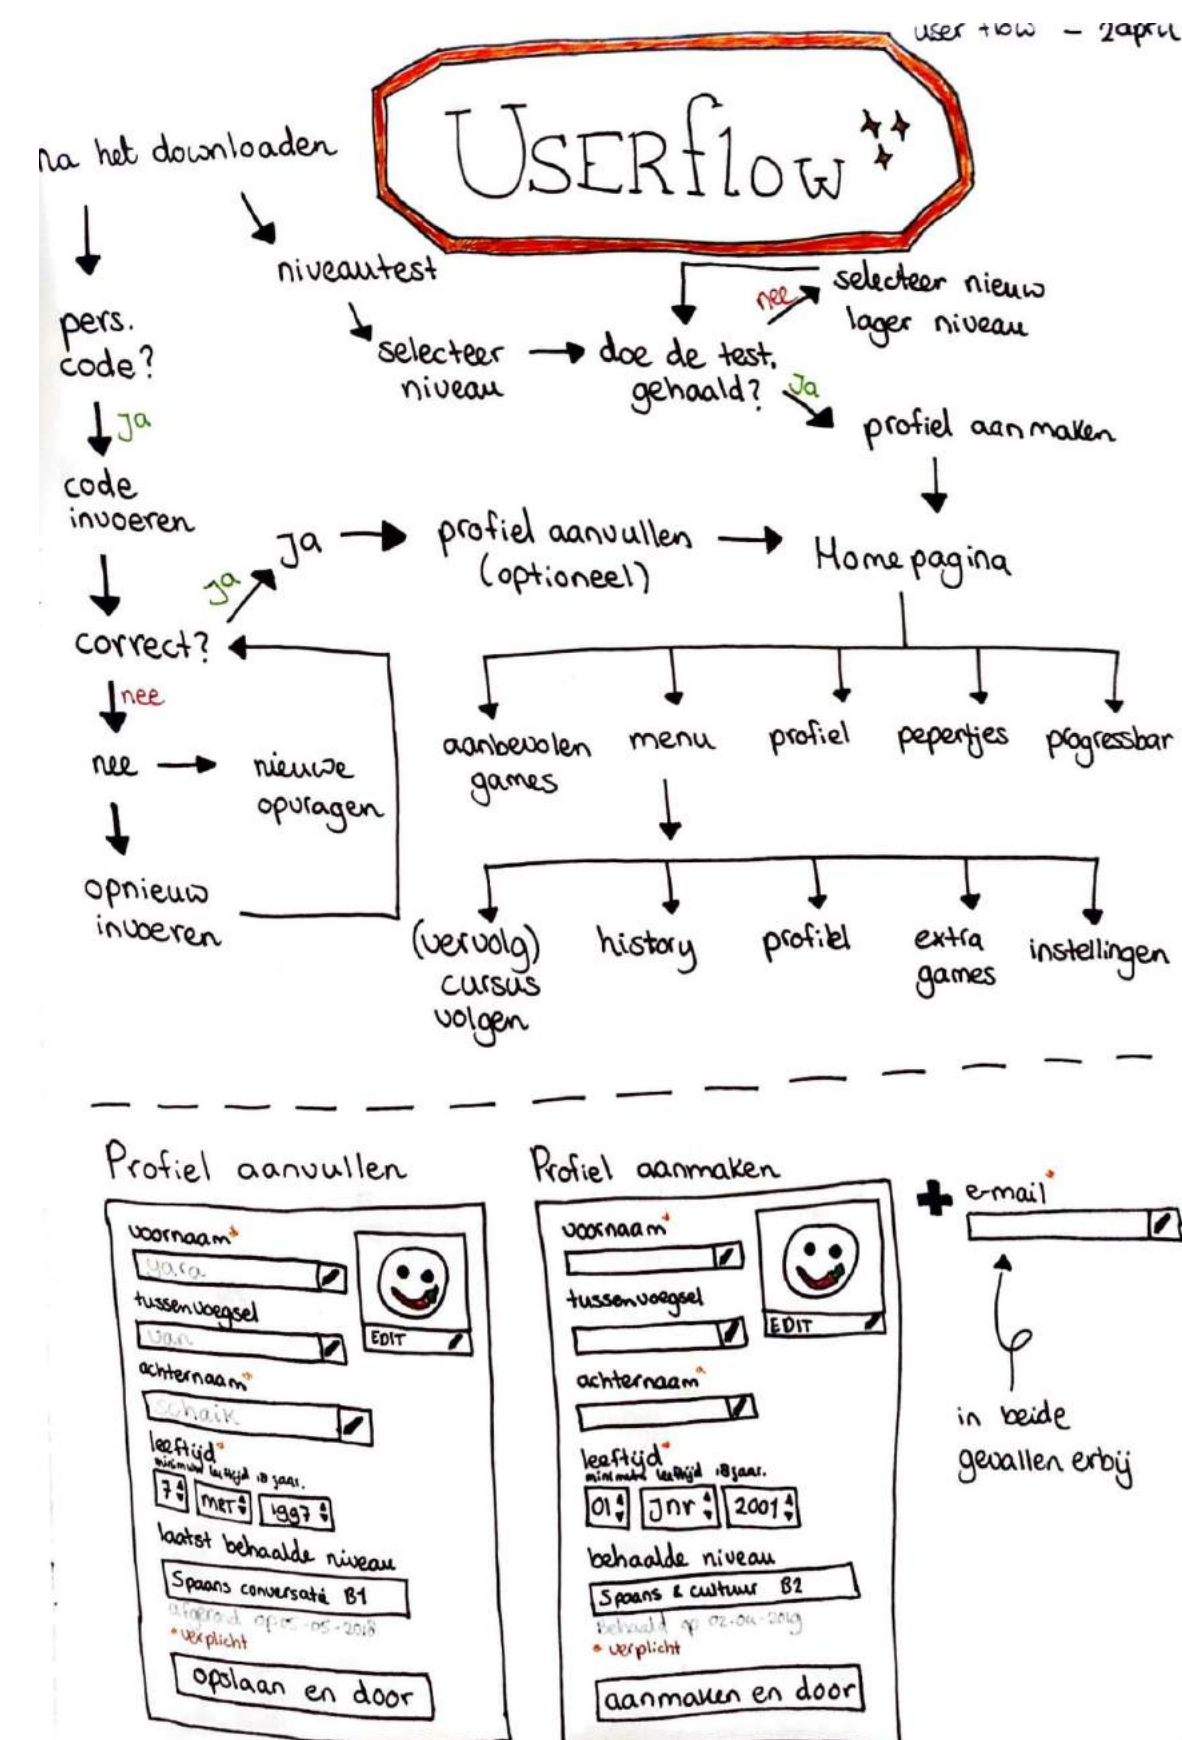 user flow - 2april
USERflow
na het downloaden
niveautest
pers.
code?
selecteer
niveau
doe de test.
gehaald?
nee
selecteer nieuw
lager niveau
Ja
profiel aanmaken
Ja
code
invoeren
Ja
Ja
profiel aanvullen
(optioneel)
Homepagina
correct?
nee
nee
nieuwe
opvragen
opnieuw
invoeren
aanbevolen
games
menu
profiel
pepertjes
progressbar
(vervolg)
cursus
volgen
history
profiel
extra
games
instellingen
Profiel aanvullen
voornaam*
yara
tussenvoegsel
van
achternaam*
schaik
EDIT
leeftijd*
minimum leeftijd 18 jaar.
7 MRT 1997
laatst behaalde niveau
Spaans conversatie B1
afgerond op 05-05-2018
*verplicht
opslaan en door
Profiel aanmaken
voornaam*
tussenvoegsel
achternaam*
EDIT
leeftijd*
minimum leeftijd 18 jaar.
01 Jnr 2001
behaalde niveau
Spaans & cultuur B2
Behaald op 02-04-2019
* verplicht
aanmaken en door
+ e-mail*
in beide
gevallen erbij